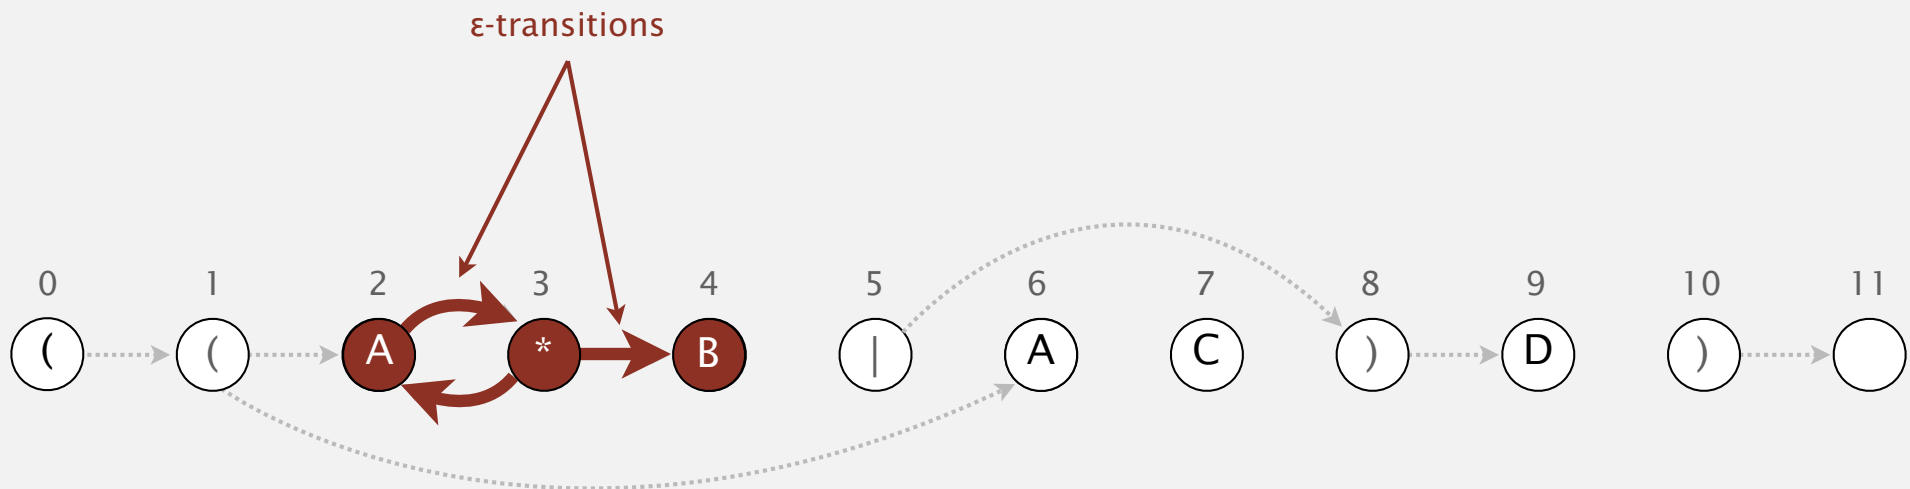 ε-transitions
0 1 2 3 4 5 6 7 8 9 10 11
( ( A * B | A C ) D )